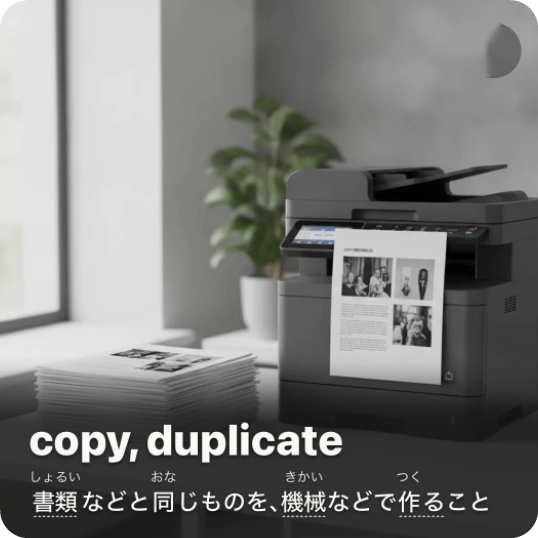 copy, duplicate
しょるい おな きかい つく
書類などと同じものを、機械などで作ること